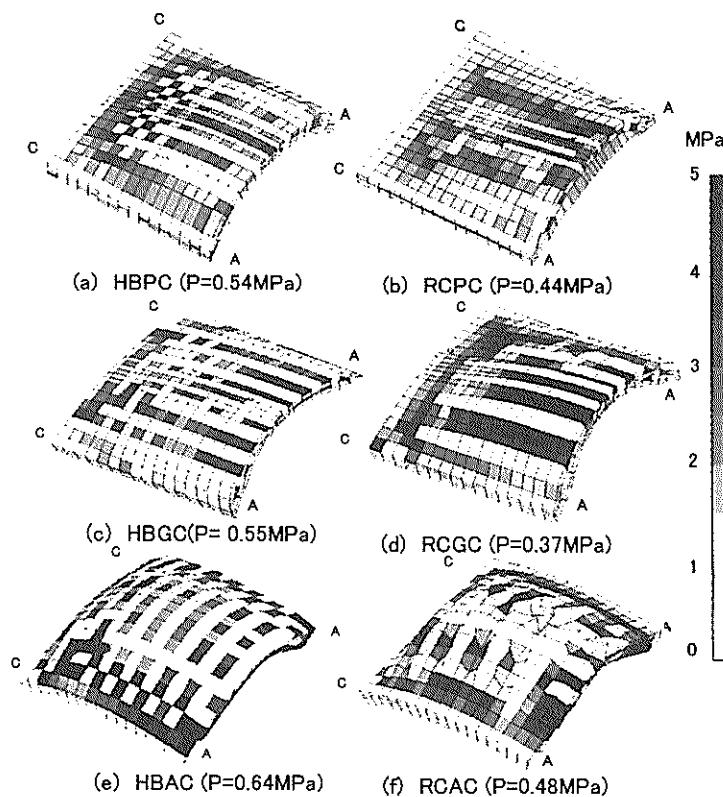 C
C
A
A
C
C
A
A
MPa
5
4
3
2
1
0
(a) HBPC (P=0.54MPa)
(b) RCPC (P=0.44MPa)
C
C
A
A
C
C
A
A
(c) HBGC(P= 0.55MPa)
(d) RCGC (P=0.37MPa)
C
C
A
A
C
C
A
A
(e) HBAC (P=0.64MPa)
(f) RCAC (P=0.48MPa)